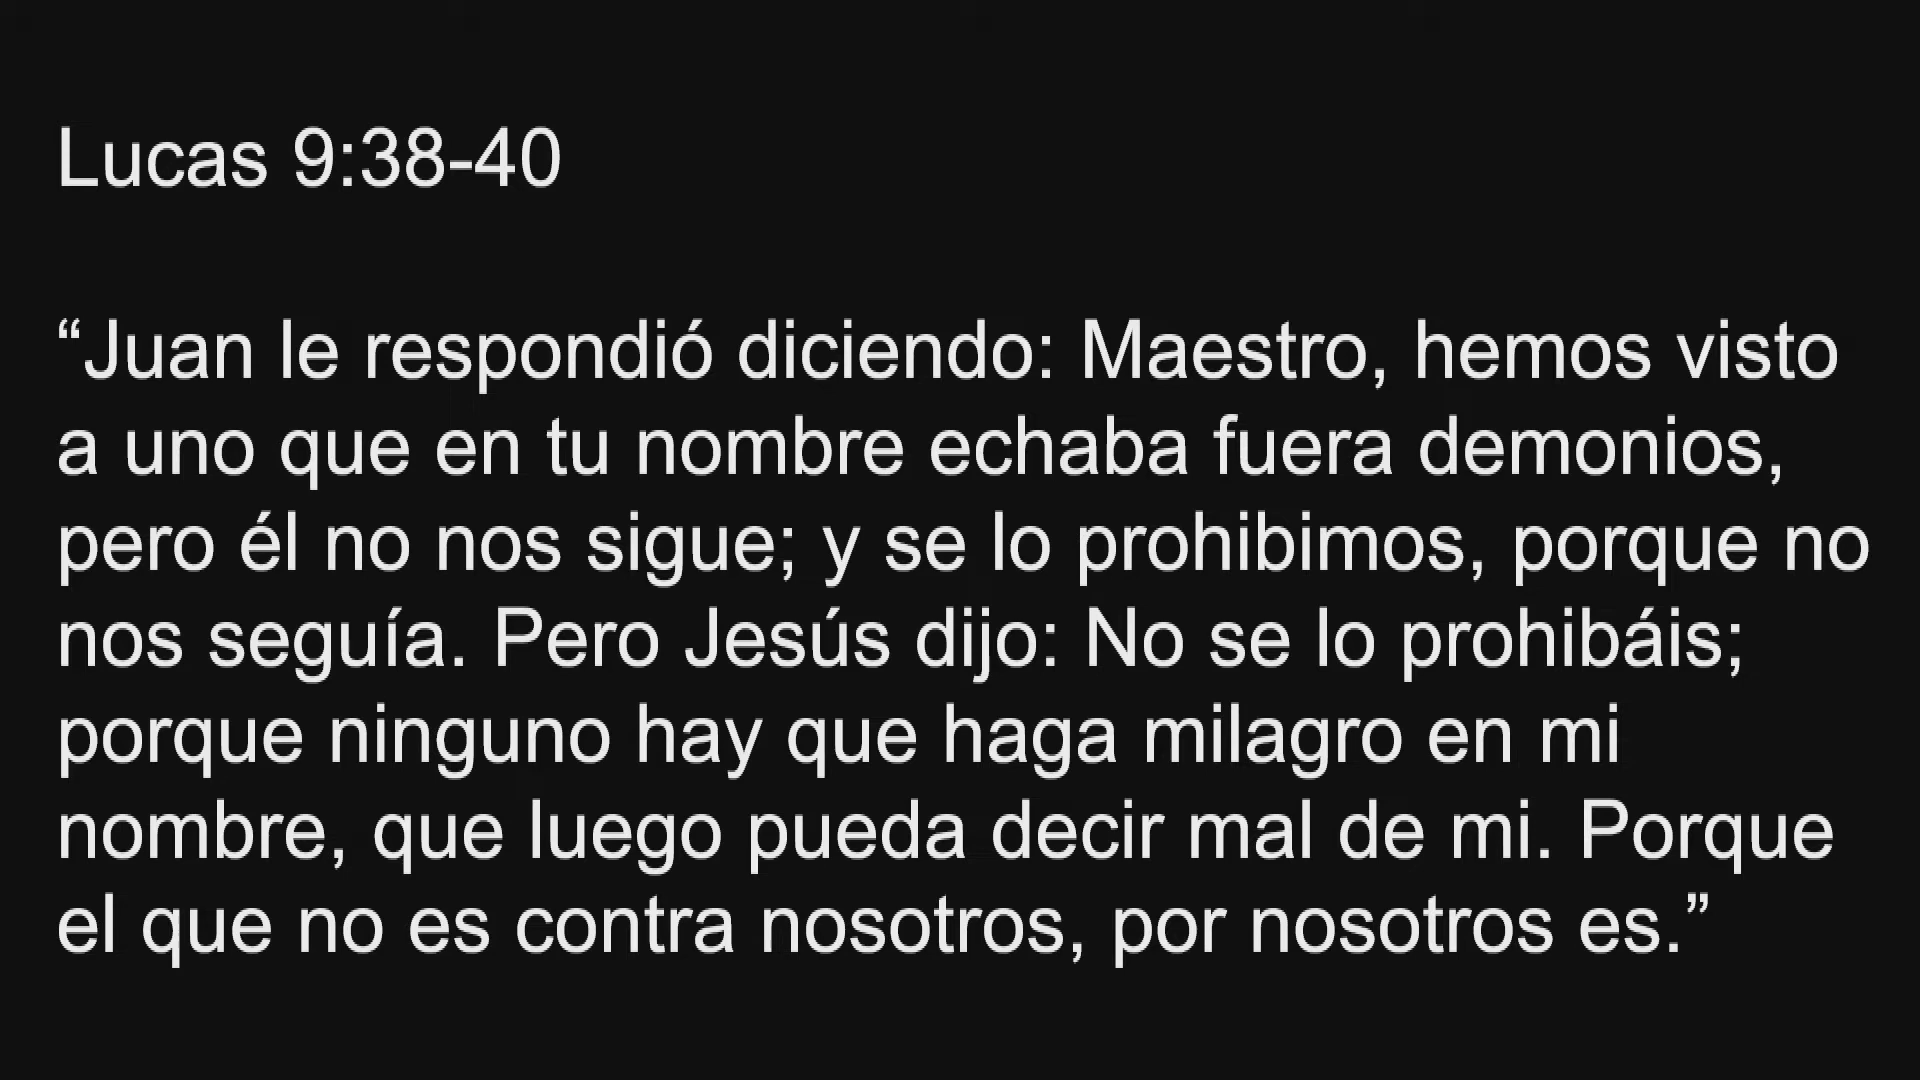 Lucas 9:38-40
“Juan le respondió diciendo: Maestro, hemos visto
a uno que en tu nombre echaba fuera demonios,
pero él no nos sigue; y se lo prohibimos, porque no
nos seguía. Pero Jesús dijo: No se lo prohibáis;
porque ninguno hay que haga milagro en mi
nombre, que luego pueda decir mal de mi. Porque
el que no es contra nosotros, por nosotros es.”